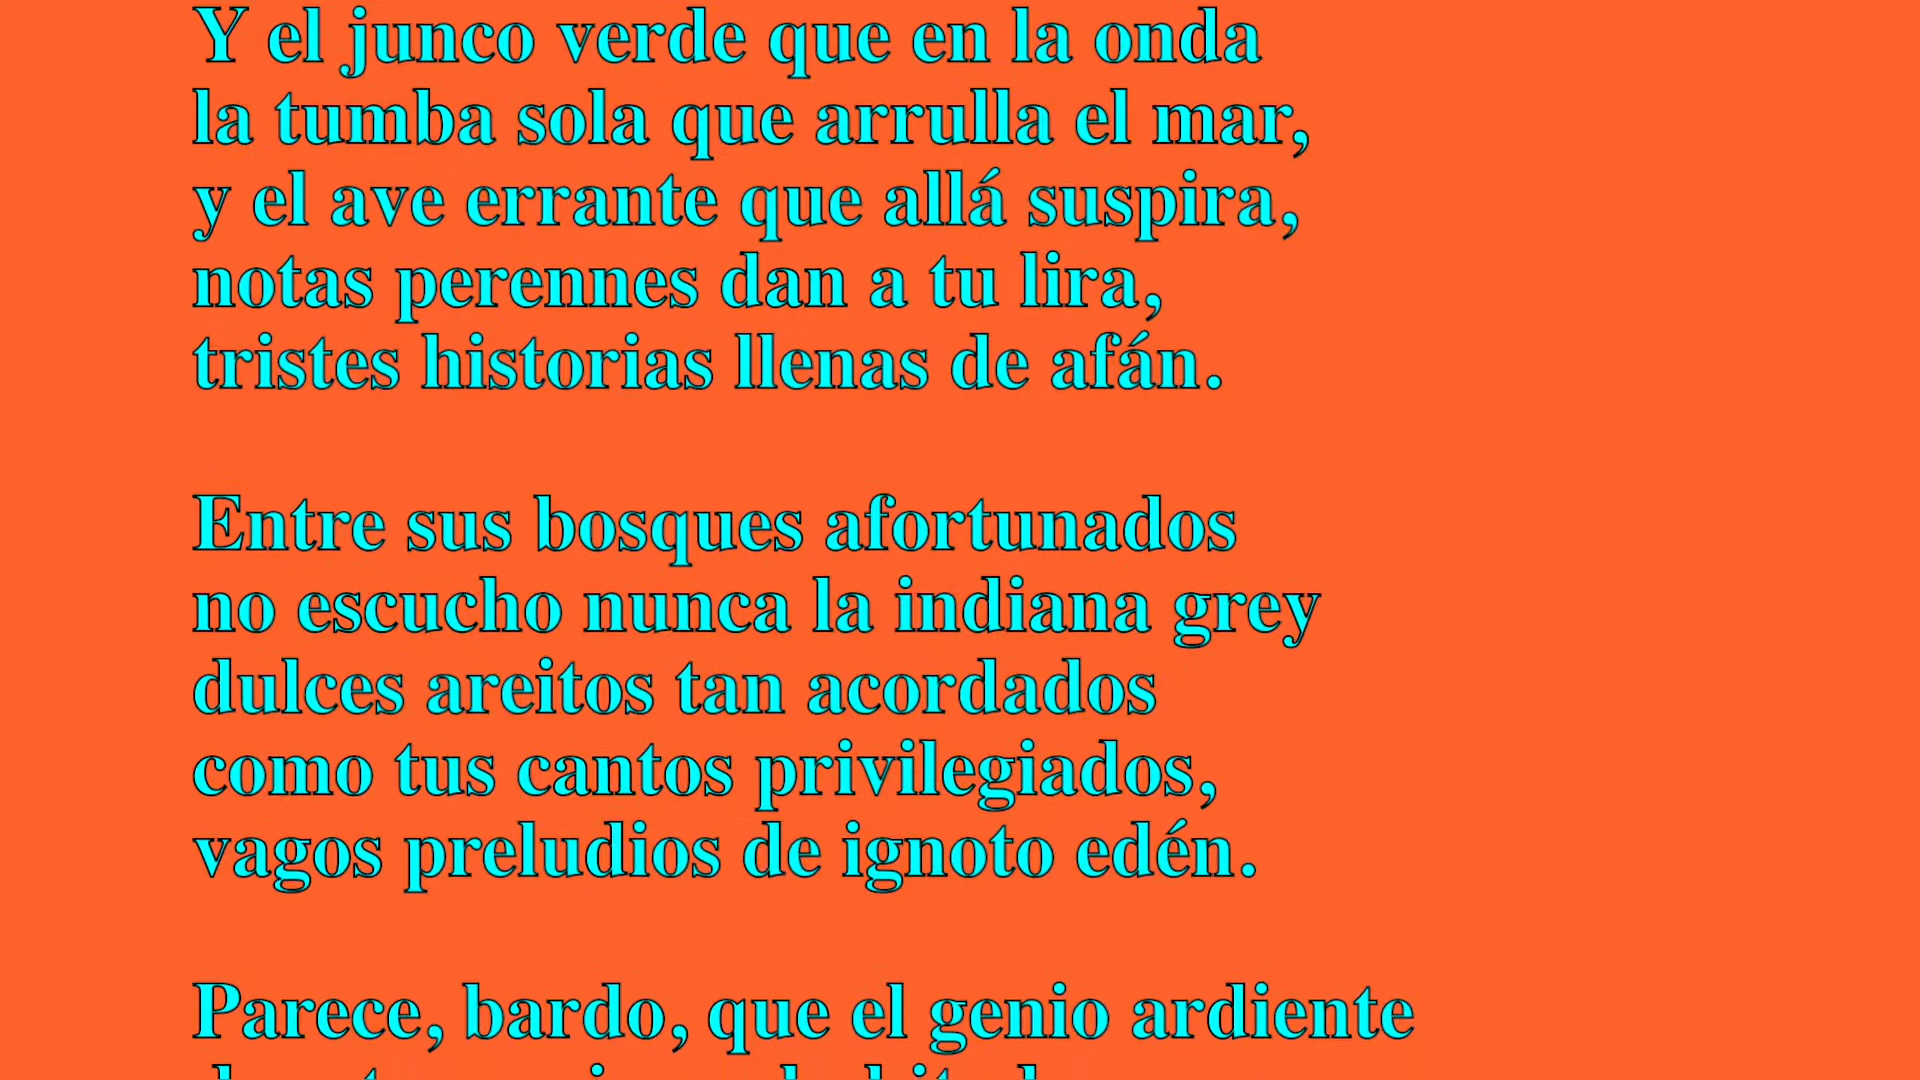 Y el junco verde que en la onda
la tumba sola que arrulla el mar,
y el ave errante que allá suspira,
notas perennes dan a tu lira,
tristes historias llenas de afán.

Entre sus bosques afortunados
no escucho nunca la indiana grey
dulces areitos tan acordados
como tus cantos privilegiados,
vagos preludios de ignoto edén.

Parece, bardo, que el genio ardiente